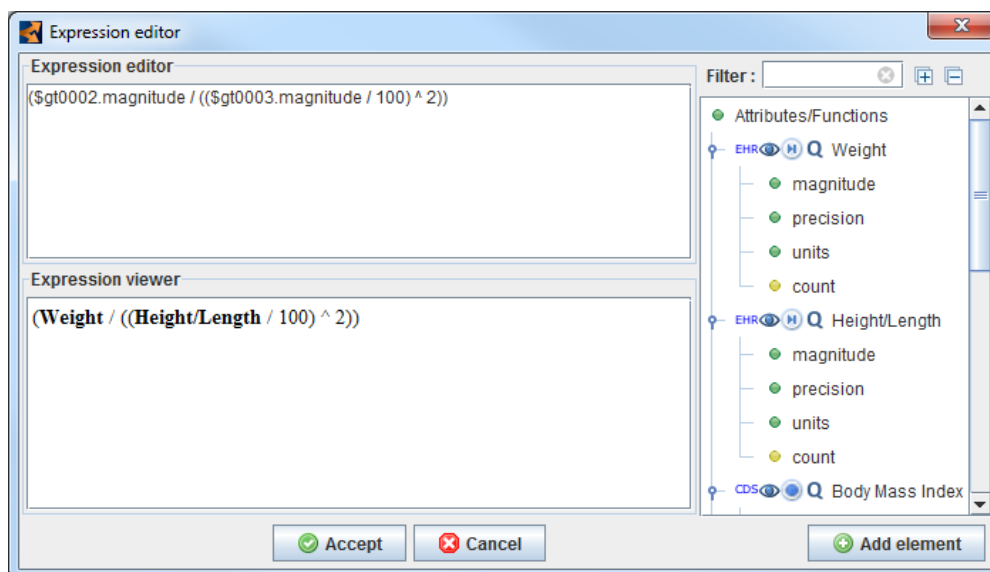 Expression editor
Expression editor
($gt0002.magnitude / (($gt0003.magnitude / 100) ^ 2))
Expression viewer
(Weight / ((Height/Length / 100) ^ 2))
Filter :
Attributes/Functions
EHR Q Weight
magnitude
precision
units
count
EHR Q Height/Length
magnitude
precision
units
count
CDS Q Body Mass Index
Accept
Cancel
Add element